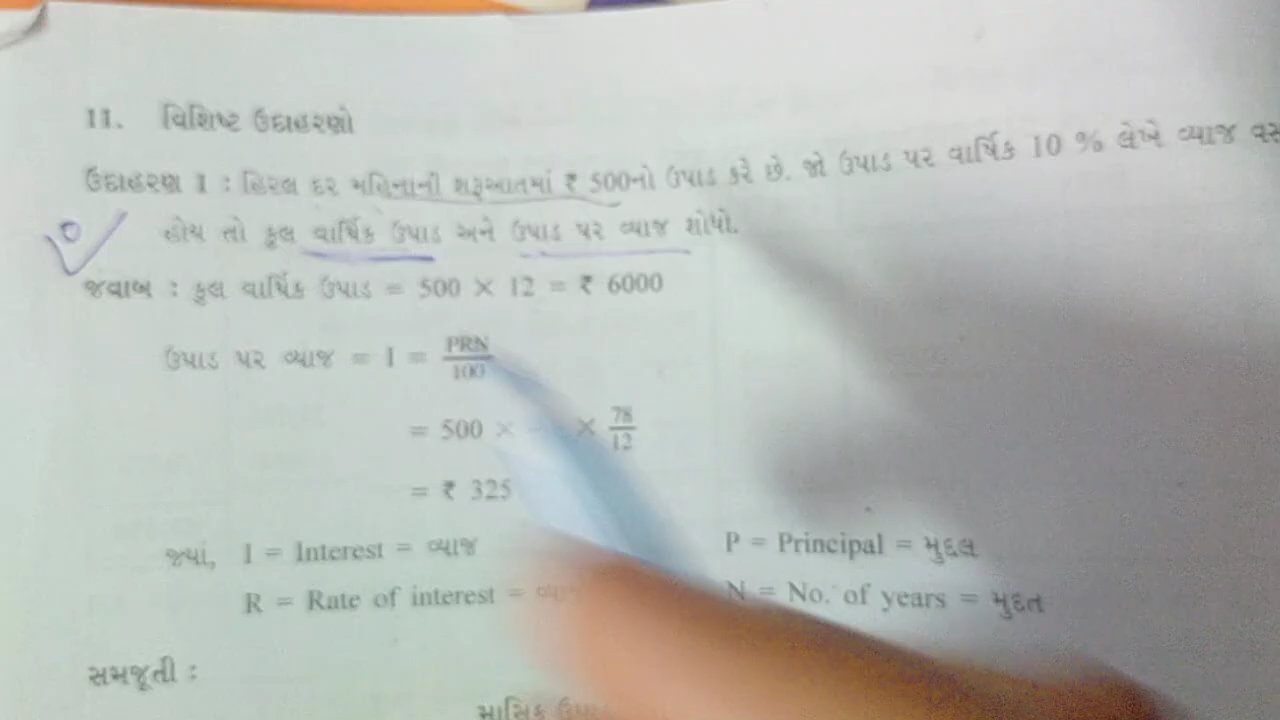 11. વિશિષ્ટ ઉદાહરણો
ઉદાહરણ 1 : હિરલ દર મહિનાની શરૂઆતમાં ₹ 500નો ઉપાડ કરે છે. જો ઉપાડ પર વાર્ષિક 10 % લેખે વ્યાજ
હોય તો કુલ વાર્ષિક ઉપાડ અને ઉપાડ પર વ્યાજ શોધો.
જવાબ : કુલ વાર્ષિક ઉપાડ = 500 × 12 = ₹ 6000
ઉપાડ પર વ્યાજ = I = PRN/100
= 500 × × 78/12
= ₹ 325
જ્યાં, I = Interest = વ્યાજ P = Principal = મુદ્દલ
R = Rate of interest = N = No. of years = મુદ્દત
સમજૂતી :
માસિક